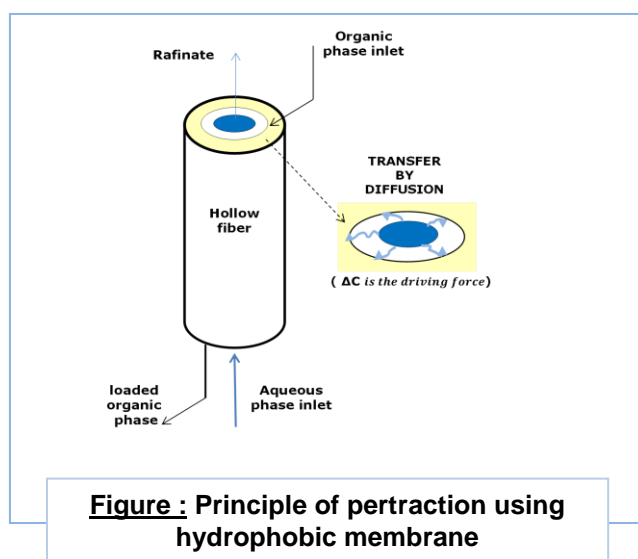 Organic
phase inlet
Rafinate
TRANSFER
BY
DIFFUSION
Hollow
fiber
( ΔC is the driving force)
loaded
organic
phase
Aqueous
phase inlet
Figure : Principle of pertraction using
hydrophobic membrane